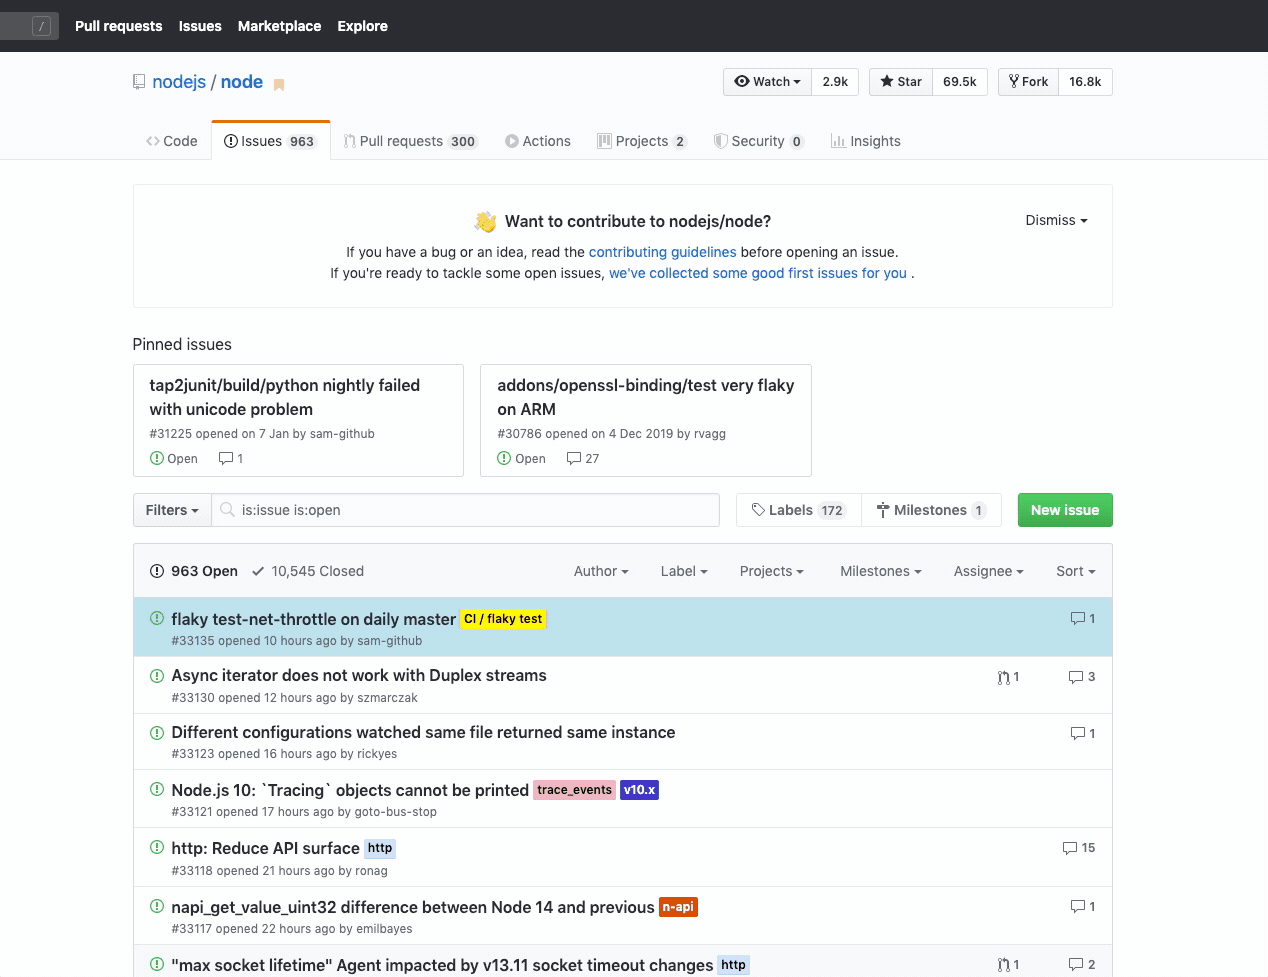 / Pull requests Issues Marketplace Explore
nodejs / node Watch 2.9k Star 69.5k Fork 16.8k
Code Issues 963 Pull requests 300 Actions Projects 2 Security 0 Insights
👋 Want to contribute to nodejs/node? Dismiss
If you have a bug or an idea, read the contributing guidelines before opening an issue.
If you're ready to tackle some open issues, we've collected some good first issues for you .
Pinned issues
tap2junit/build/python nightly failed
with unicode problem
#31225 opened on 7 Jan by sam-github
Open 1
addons/openssl-binding/test very flaky
on ARM
#30786 opened on 4 Dec 2019 by rvagg
Open 27
Filters is:issue is:open Labels 172 Milestones 1 New issue
963 Open 10,545 Closed Author Label Projects Milestones Assignee Sort
flaky test-net-throttle on daily master CI / flaky test 1
#33135 opened 10 hours ago by sam-github
Async iterator does not work with Duplex streams 1 3
#33130 opened 12 hours ago by szmarczak
Different configurations watched same file returned same instance 1
#33123 opened 16 hours ago by rickyes
Node.js 10: `Tracing` objects cannot be printed trace_events v10.x
#33121 opened 17 hours ago by goto-bus-stop
http: Reduce API surface http 15
#33118 opened 21 hours ago by ronag
napi_get_value_uint32 difference between Node 14 and previous n-api 1
#33117 opened 22 hours ago by emilbayes
"max socket lifetime" Agent impacted by v13.11 socket timeout changes http 1 2